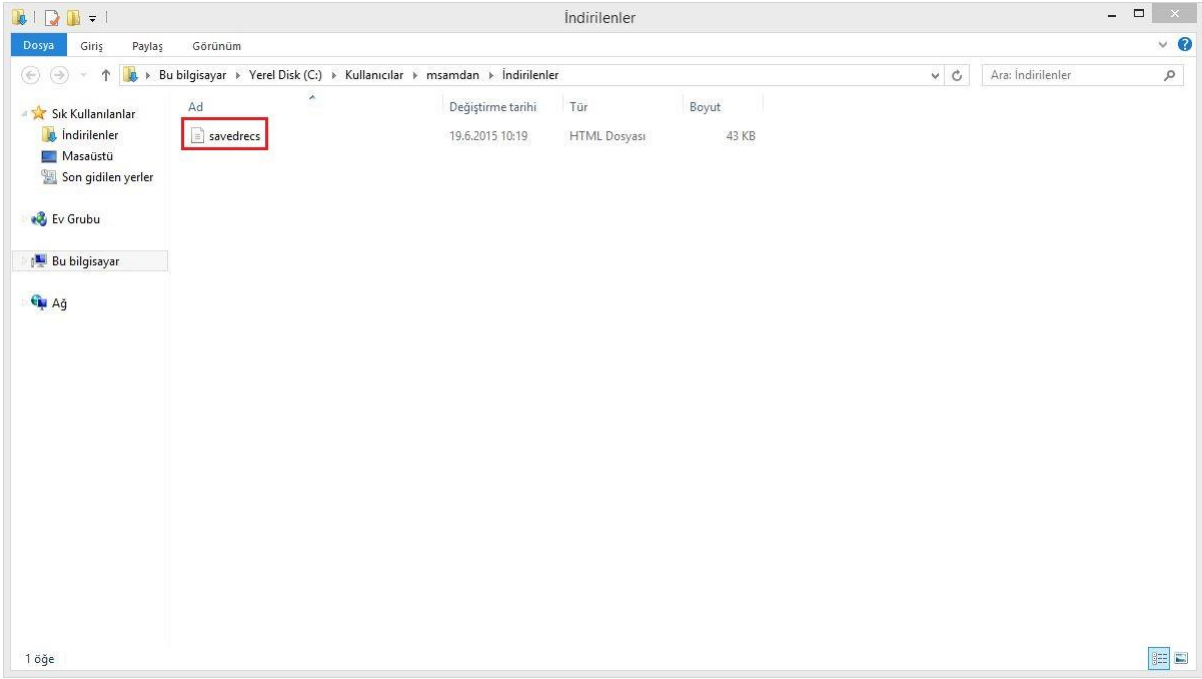 İndirilenler
Dosya Giriş Paylaş Görünüm
Bu bilgisayar Yerel Disk (C:) Kullanıcılar msamdan İndirilenler
Ara: İndirilenler
Sık Kullanılanlar
İndirilenler
Masaüstü
Son gidilen yerler
Ev Grubu
Bu bilgisayar
Ağ
Ad Değiştirme tarihi Tür Boyut
savedrecs 19.6.2015 10:19 HTML Dosyası 43 KB
1 öğe